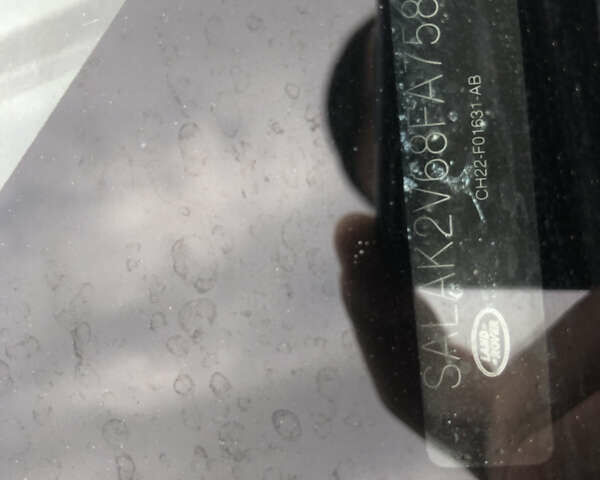 SALAK2V68FA758
CH22-F01631-AB
LAND
ROVER